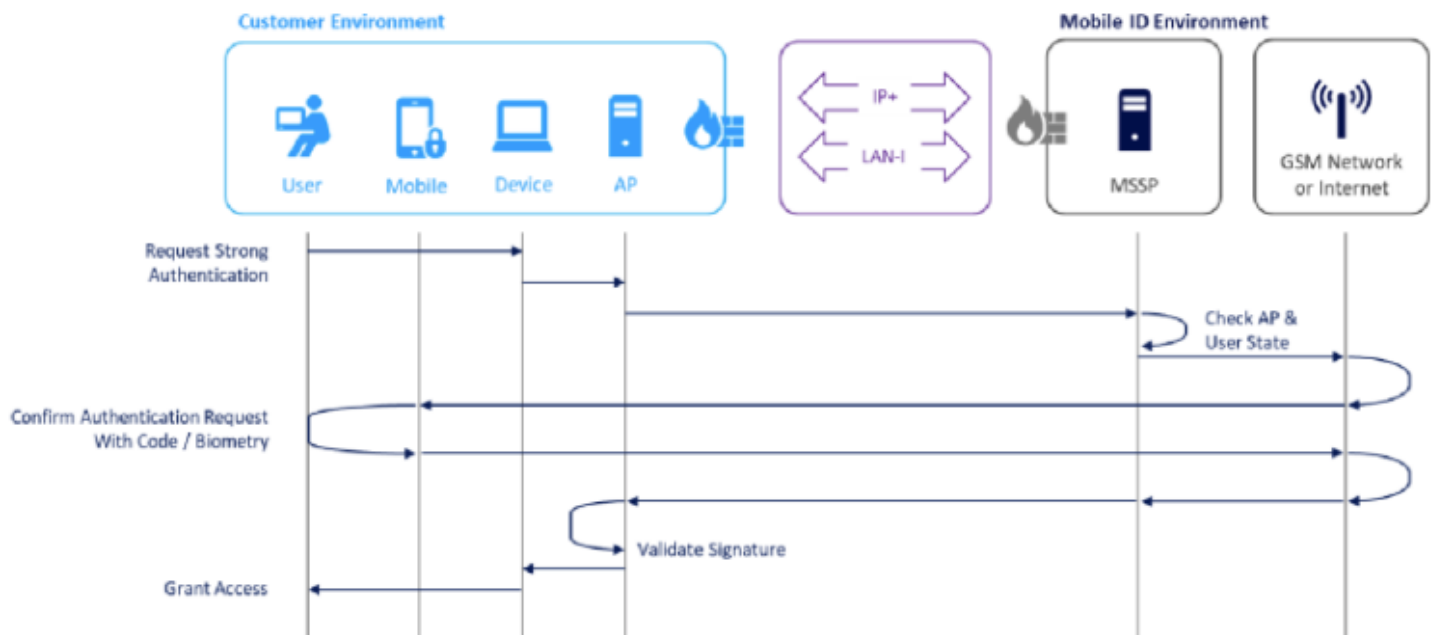 Customer Environment
Mobile ID Environment
IP+
LAN-I
User
Mobile
Device
AP
MSSP
GSM Network
or Internet
Request Strong
Authentication
Check AP &
User State
Confirm Authentication Request
With Code / Biometry
Validate Signature
Grant Access